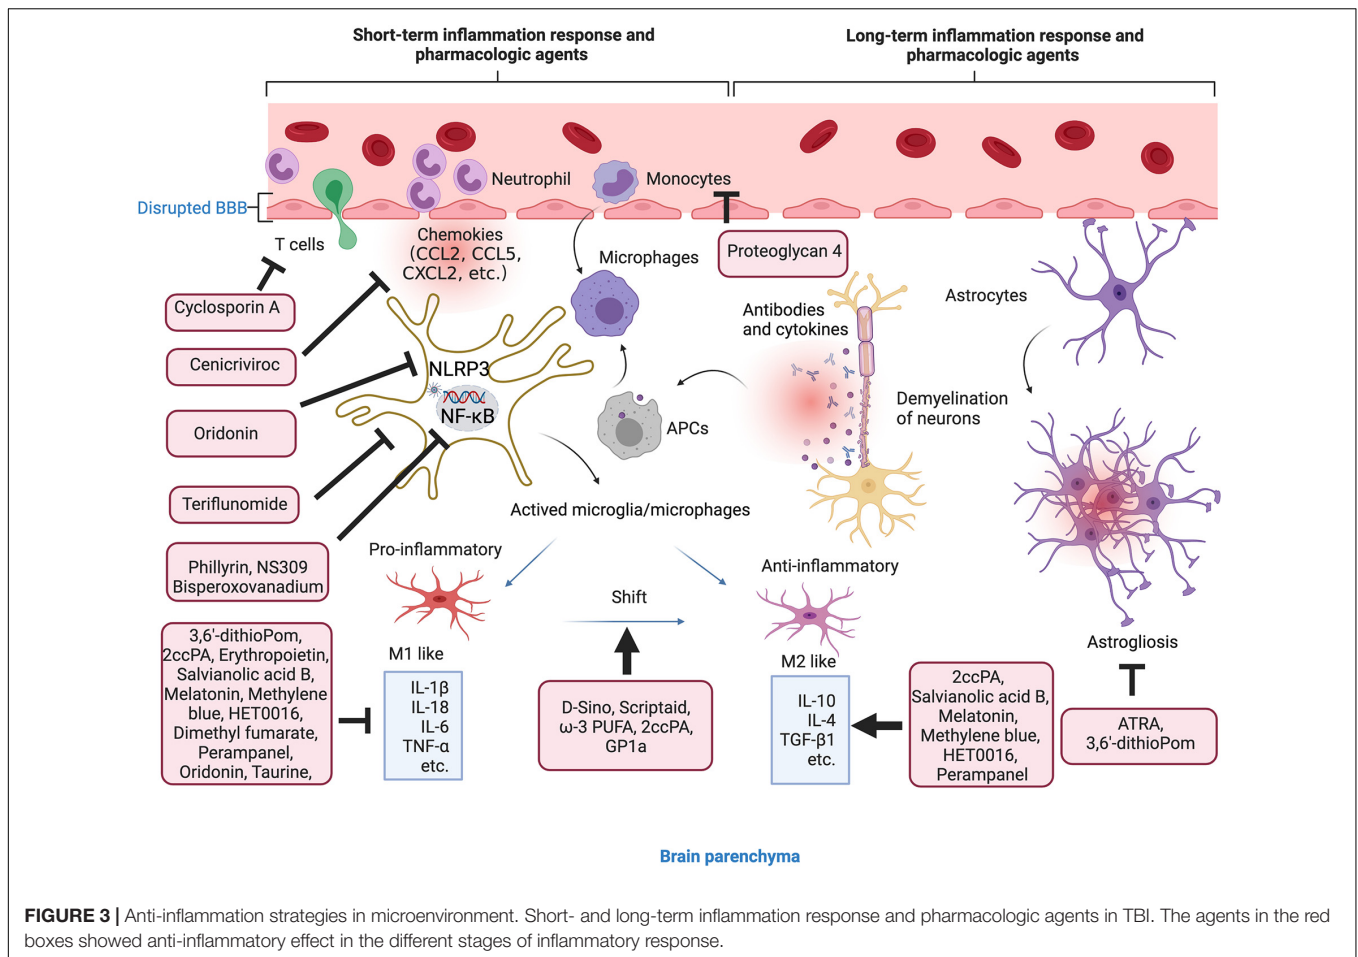 Short-term inflammation response and
pharmacologic agents
Long-term inflammation response and
pharmacologic agents
Neutrophil
Monocytes
Disrupted BBB
T cells
Chemokies
(CCL2, CCL5,
CXCL2, etc.)
Microphages
Proteoglycan 4
Cyclosporin A
Antibodies
and cytokines
Astrocytes
Cenicriviroc
NLRP3
NF-κB
Oridonin
APCs
Demyelination
of neurons
Teriflunomide
Actived microglia/microphages
Phillyrin, NS309
Bisperoxovanadium
Pro-inflammatory
Anti-inflammatory
Shift
3,6'-dithioPom,
2ccPA, Erythropoietin,
Salvianolic acid B,
Melatonin, Methylene
blue, HET0016,
Dimethyl fumarate,
Perampanel,
Oridonin, Taurine,
M1 like
IL-1β
IL-18
IL-6
TNF-α
etc.
D-Sino, Scriptaid,
ω-3 PUFA, 2ccPA,
GP1a
M2 like
IL-10
IL-4
TGF-β1
etc.
2ccPA,
Salvianolic acid B,
Melatonin,
Methylene blue,
HET0016,
Perampanel
Astrogliosis
ATRA,
3,6'-dithioPom
Brain parenchyma
FIGURE 3 | Anti-inflammation strategies in microenvironment. Short- and long-term inflammation response and pharmacologic agents in TBI. The agents in the red
boxes showed anti-inflammatory effect in the different stages of inflammatory response.